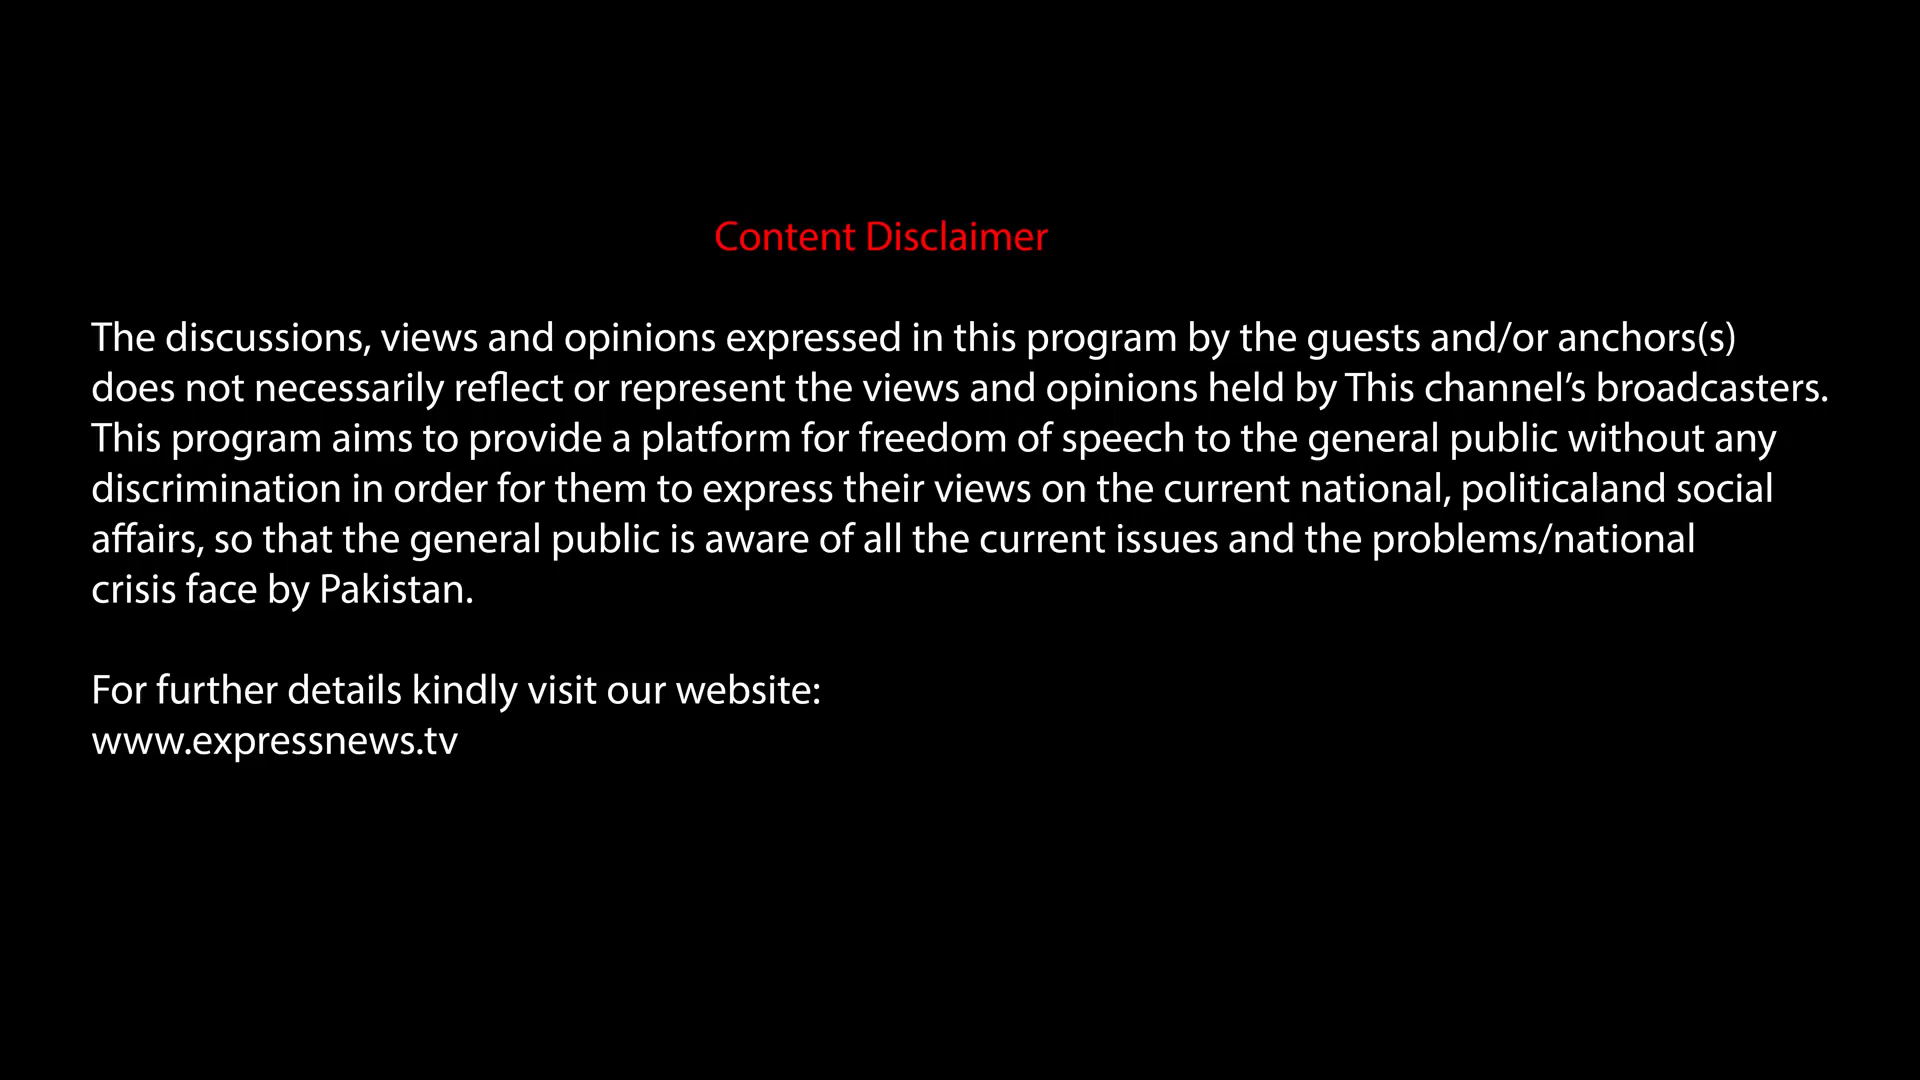 Content Disclaimer
The discussions, views and opinions expressed in this program by the guests and/or anchors(s)
does not necessarily reflect or represent the views and opinions held by This channel’s broadcasters.
This program aims to provide a platform for freedom of speech to the general public without any
discrimination in order for them to express their views on the current national, politicaland social
affairs, so that the general public is aware of all the current issues and the problems/national
crisis face by Pakistan.
For further details kindly visit our website:
www.expressnews.tv